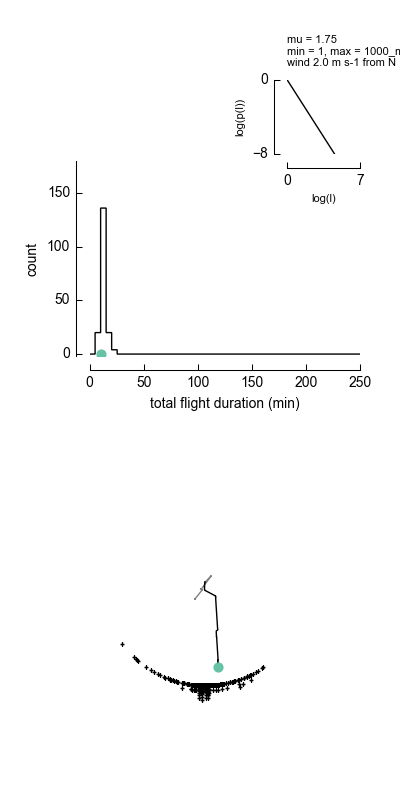 mu = 1.75
min = 1, max = 1000_m
wind 2.0 m s-1 from N
0
−8
log(p(l))
0 7
log(l)
150
100
50
0
count
0 50 100 150 200 250
total flight duration (min)